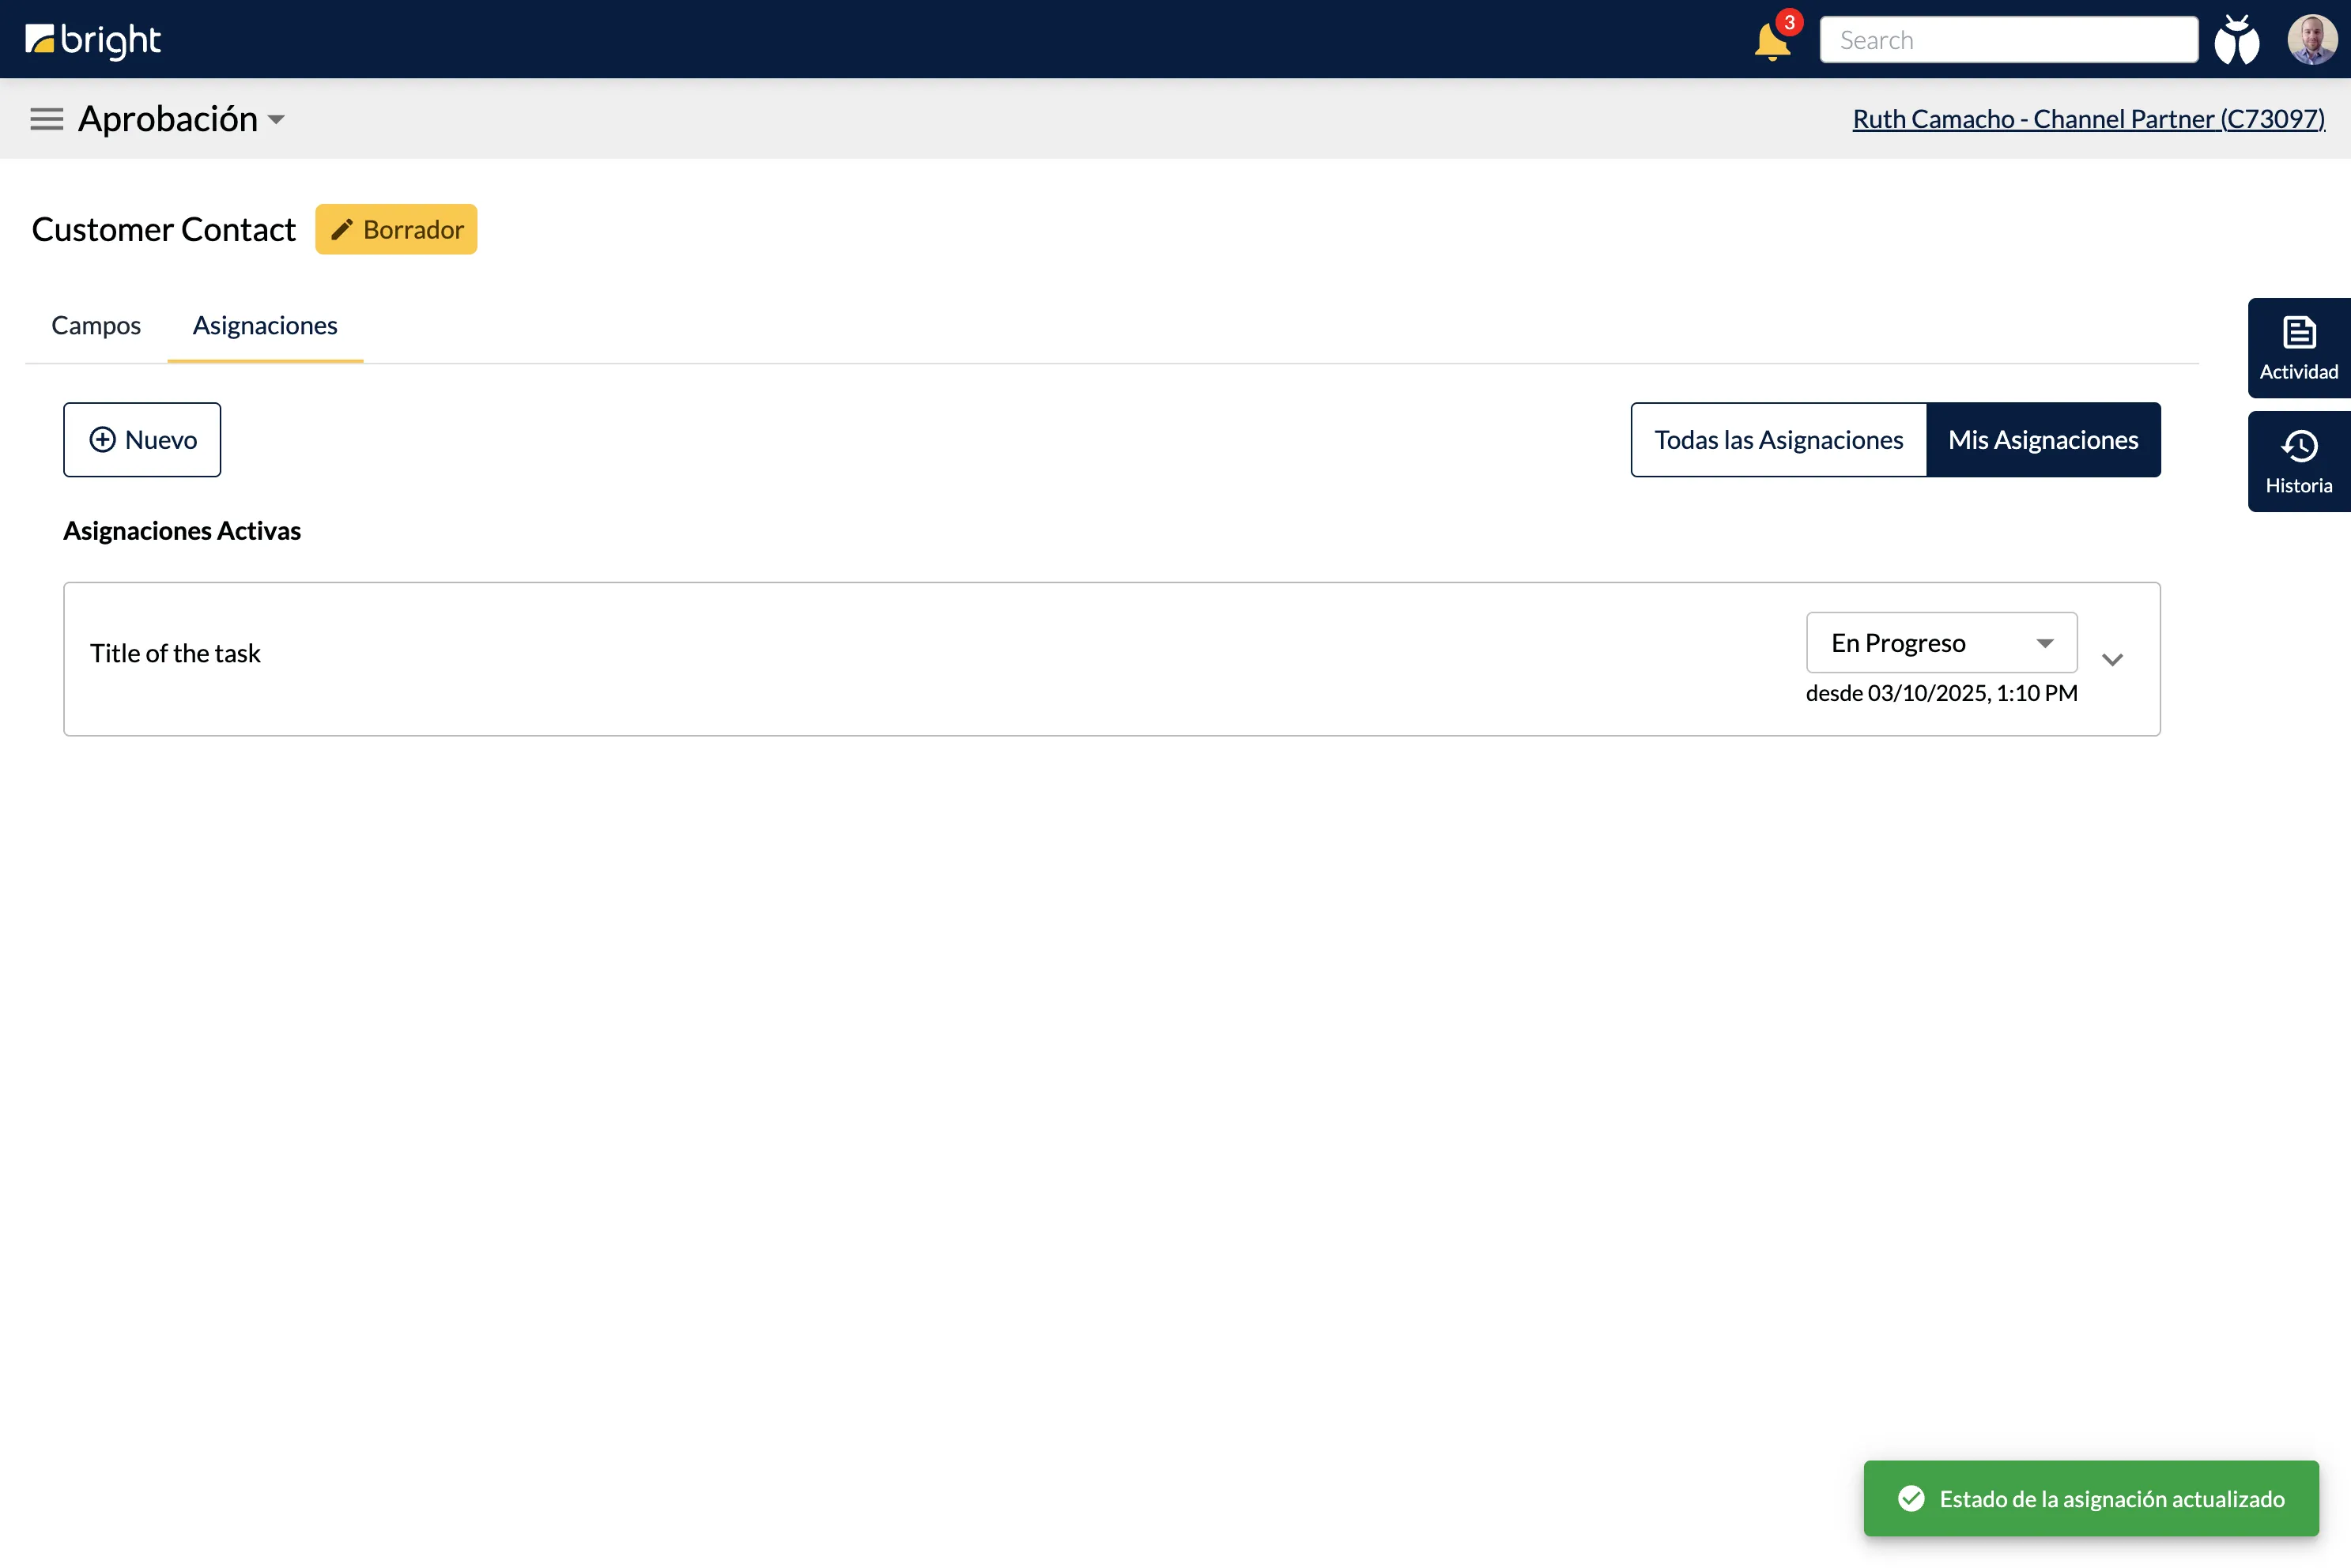 bright
3
Search
Aprobación
Ruth Camacho - Channel Partner (C73097)
Customer Contact
Borrador
Campos
Asignaciones
Actividad
Nuevo
Todas las Asignaciones
Mis Asignaciones
Historia
Asignaciones Activas
Title of the task
En Progreso
desde 03/10/2025, 1:10 PM
Estado de la asignación actualizado